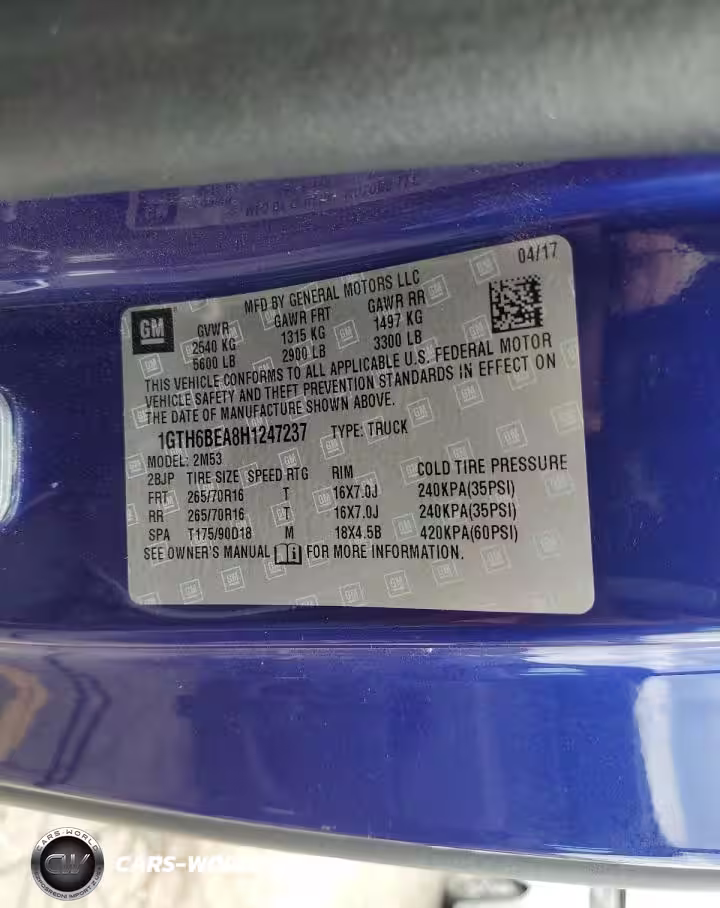 04/17
MFD BY GENERAL MOTORS LLC
GM
GVWR GAWR FRT GAWR RR
2540 KG 1315 KG 1497 KG
5600 LB 2900 LB 3300 LB
THIS VEHICLE CONFORMS TO ALL APPLICABLE U.S. FEDERAL MOTOR
VEHICLE SAFETY AND THEFT PREVENTION STANDARDS IN EFFECT ON
THE DATE OF MANUFACTURE SHOWN ABOVE.
1GTH6BEA8H1247237 TYPE: TRUCK
MODEL: 2M53
2BJP TIRE SIZE SPEED RTG RIM COLD TIRE PRESSURE
FRT 265/70R16 T 16X7.0J 240KPA(35PSI)
RR 265/70R16 T 16X7.0J 240KPA(35PSI)
SPA T175/90D18 M 18X4.5B 420KPA(60PSI)
SEE OWNER'S MANUAL FOR MORE INFORMATION.
CARS-WORLD
CW
CARS-WO